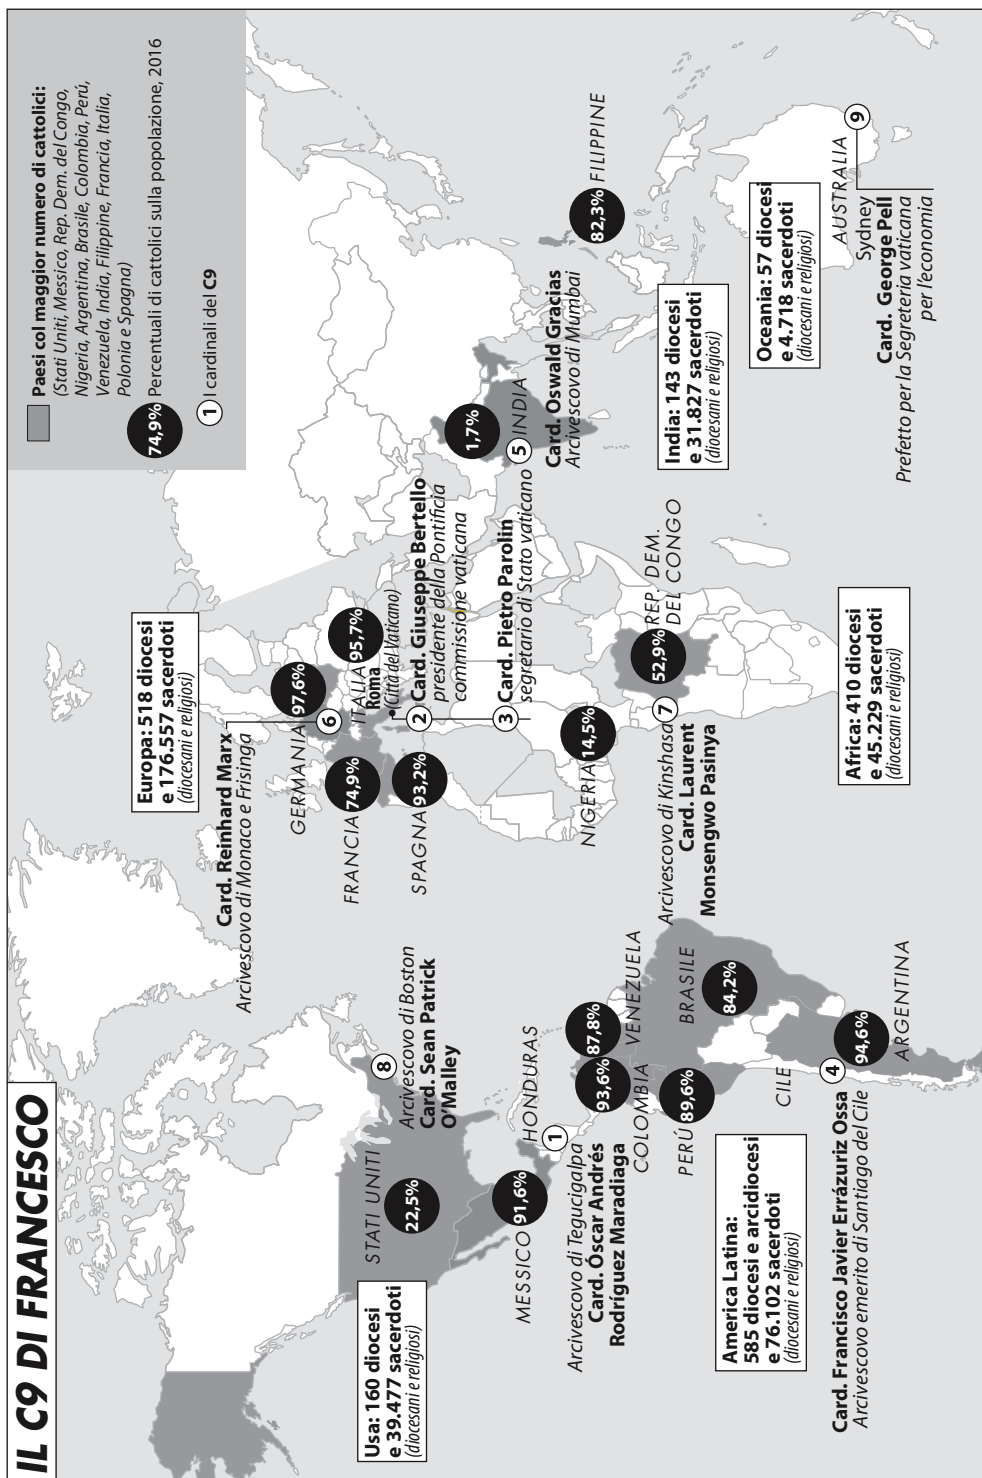 IL C9 DI FRANCESCO
Paesi col maggior numero di cattolici:
(Stati Uniti, Messico, Rep. Dem. del Congo,
Nigeria, Argentina, Brasile, Colombia, Perú,
Venezuela, India, Filippine, Francia, Italia,
Polonia e Spagna)
74,9% Percentuali di cattolici sulla popolazione, 2016
1 I cardinali del C9
STATI UNITI
22,5%
Usa: 160 diocesi
e 39.477 sacerdoti
(diocesani e religiosi)
8
Arcivescovo di Boston
Card. Sean Patrick
O’Malley
MESSICO
91,6%
HONDURAS
1
Arcivescovo di Tegucigalpa
Card. Óscar Andrés
Rodríguez Maradiaga
COLOMBIA
93,6%
VENEZUELA
87,8%
PERÚ
89,6%
BRASILE
84,2%
CILE
4
94,6%
ARGENTINA
America Latina:
585 diocesi e arcidiocesi
e 76.102 sacerdoti
(diocesani e religiosi)
Card. Francisco Javier Errázuriz Ossa
Arcivescovo emerito di Santiago del Cile
Europa: 518 diocesi
e 176.557 sacerdoti
(diocesani e religiosi)
Card. Reinhard Marx
Arcivescovo di Monaco e Frisinga
GERMANIA
6
97,6%
95,7%
FRANCIA
74,9%
ITALIA
Roma
(Città del Vaticano)
SPAGNA
93,2%
2
Card. Giuseppe Bertello
presidente della Pontificia
commissione vaticana
3
Card. Pietro Parolin
segretario di Stato vaticano
NIGERIA
14,5%
REP. DEM.
DEL CONGO
52,9%
7
Arcivescovo di Kinshasa
Card. Laurent
Monsengwo Pasinya
Africa: 410 diocesi
e 45.229 sacerdoti
(diocesani e religiosi)
1,7%
5
INDIA
Card. Oswald Gracias
Arcivescovo di Mumbai
India: 143 diocesi
e 31.827 sacerdoti
(diocesani e religiosi)
82,3%
FILIPPINE
Oceania: 57 diocesi
e 4.718 sacerdoti
(diocesani e religiosi)
AUSTRALIA
9
Sydney
Card. George Pell
Prefetto per la Segreteria vaticana
per l’economia